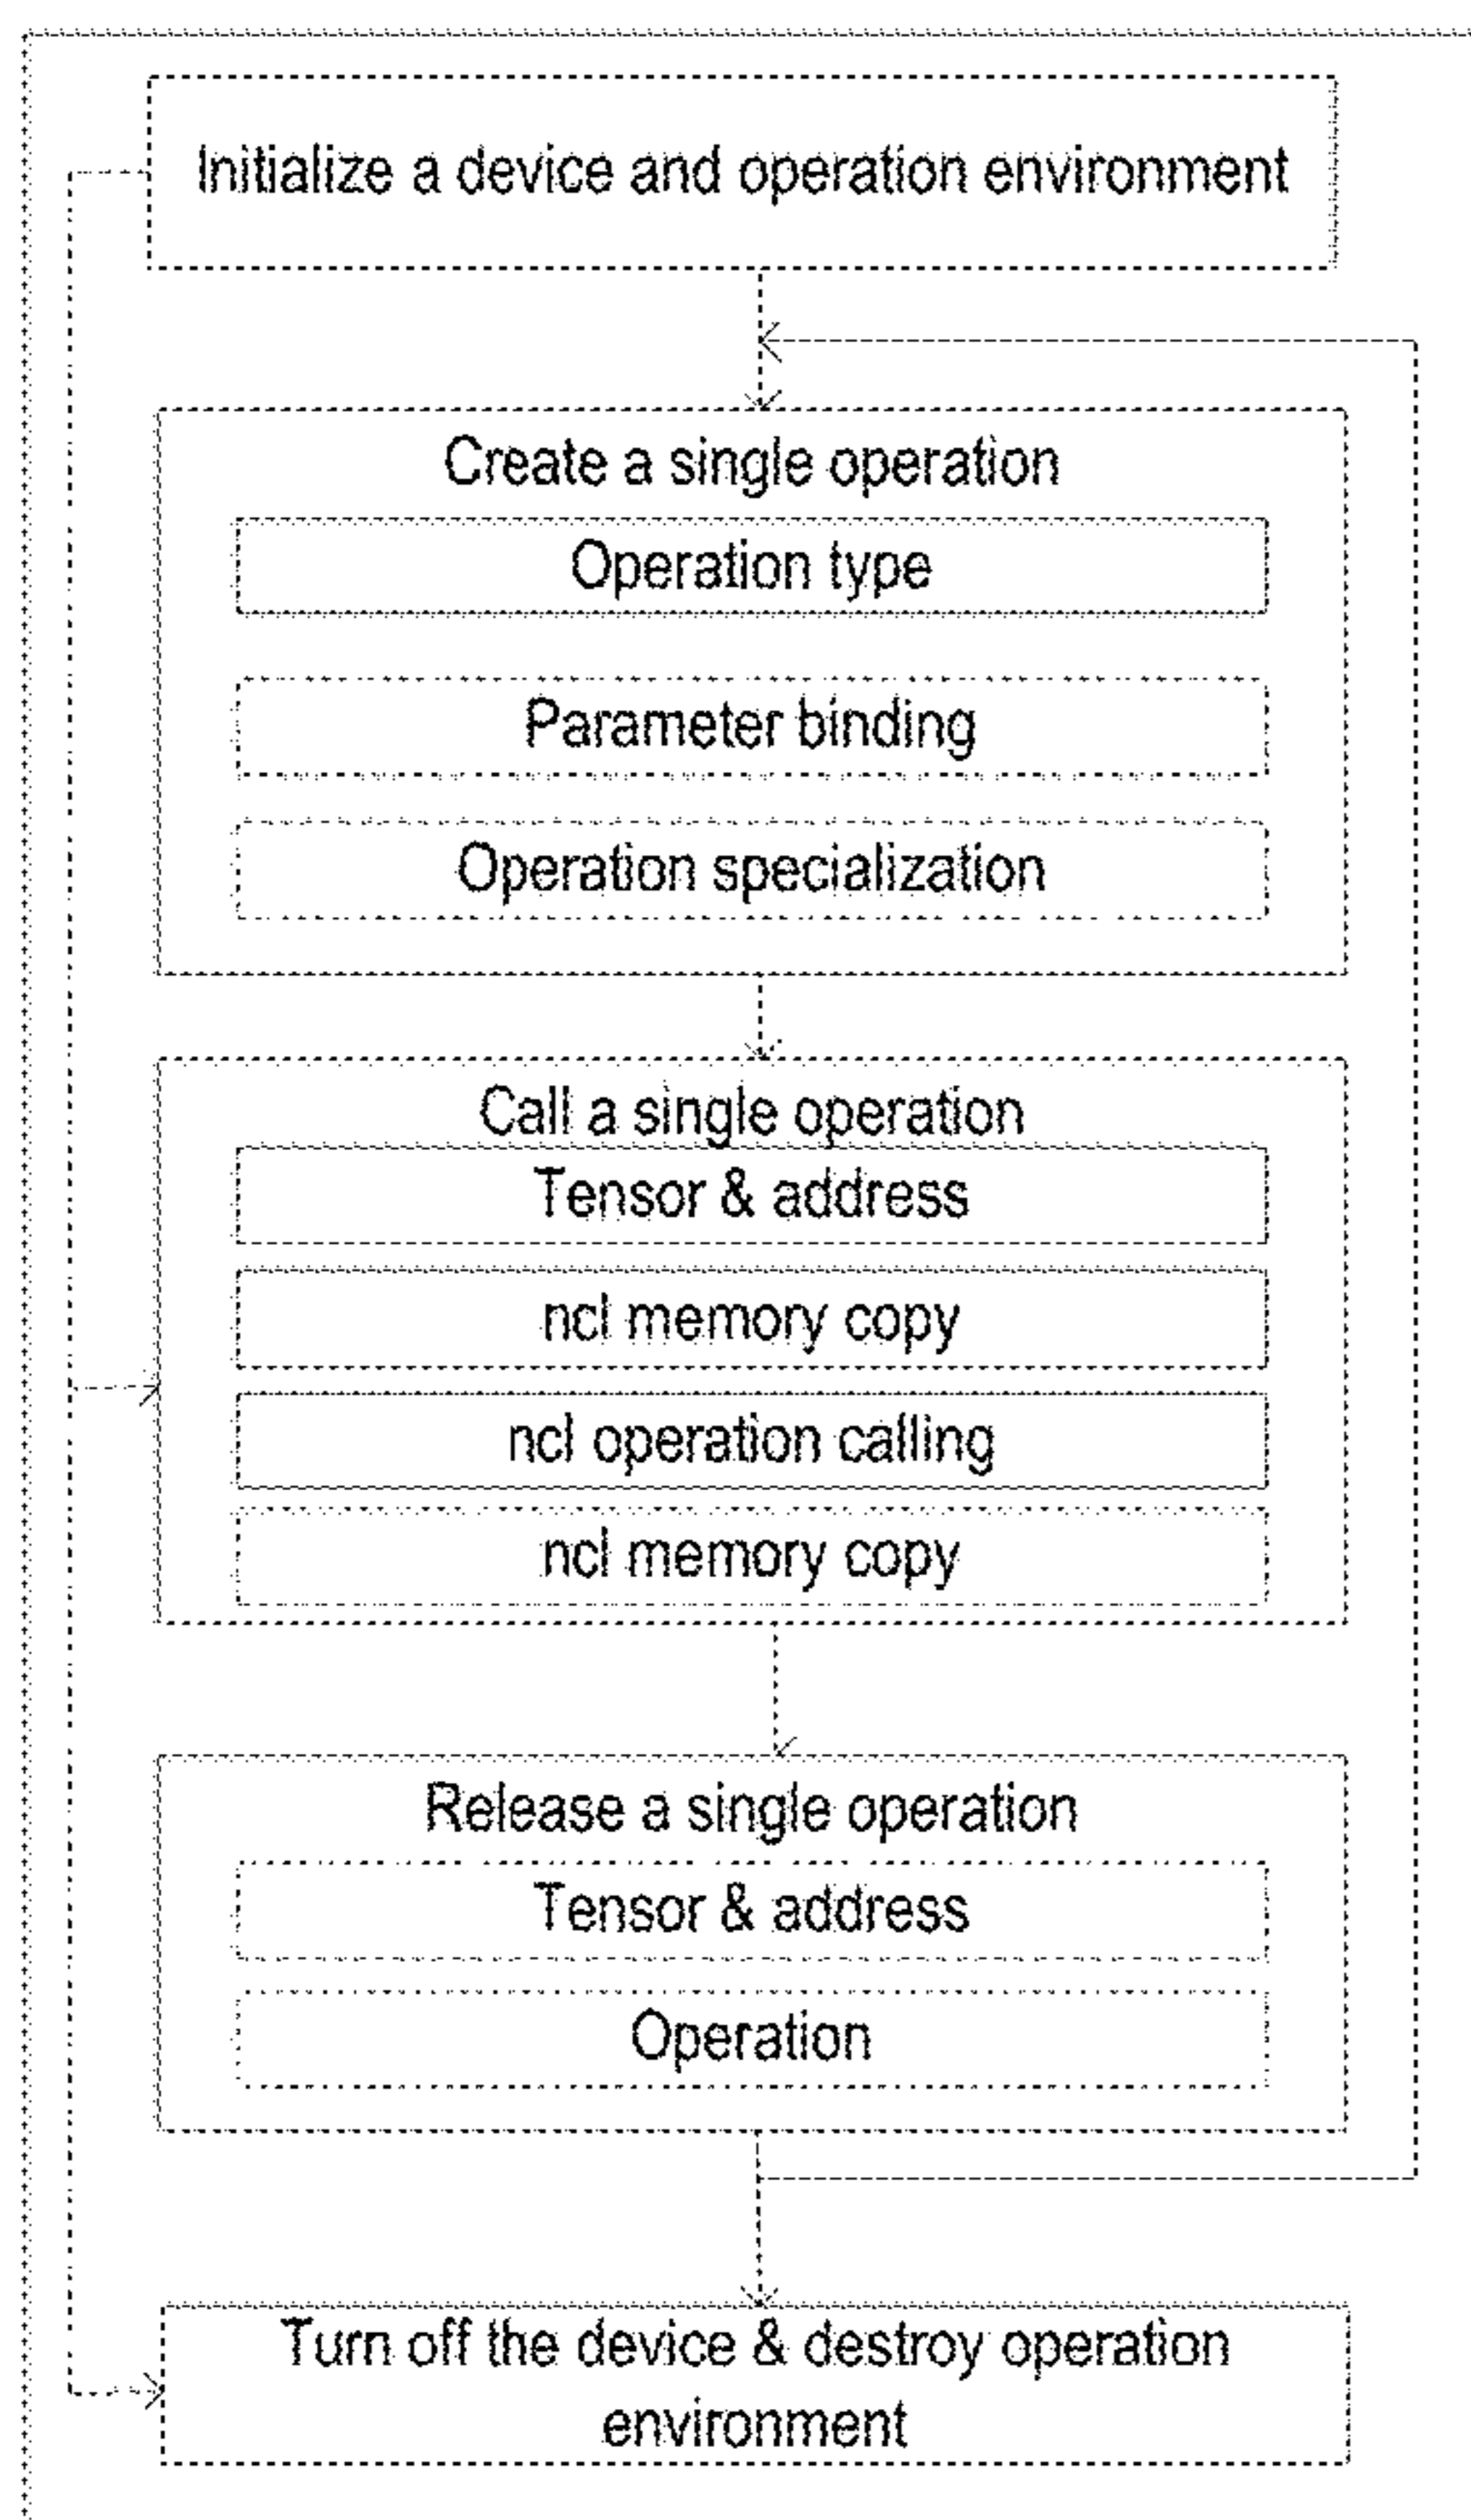 Initialize a device and operation environment
Create a single operation
Operation type
Parameter binding
Operation specialization
Call a single operation
Tensor & address
ncl memory copy
ncl operation calling
ncl memory copy
Release a single operation
Tensor & address
Operation
Turn off the device & destroy operation
environment